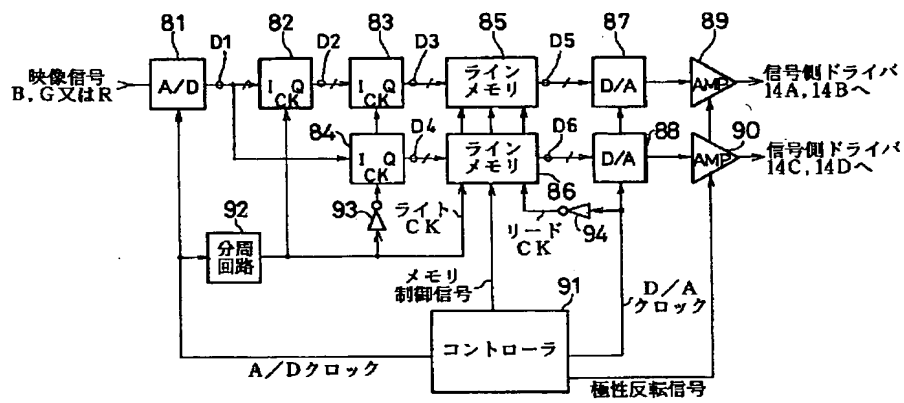 81
82
83
85
87
89
D1
D2
D3
D5
映像信号
B, G又はR
A/D
I Q
CK
I Q
CK
ライン
メモリ
D/A
AMP
信号側ドライバ
14A, 14Bへ
84
D4
D6
88
90
I Q
CK
ライン
メモリ
D/A
AMP
信号側ドライバ
14C, 14Dへ
86
92
93
ライト
CK
リード
CK
94
分周
回路
メモリ
制御信号
91
D/A
クロック
コントローラ
A/Dクロック
極性反転信号